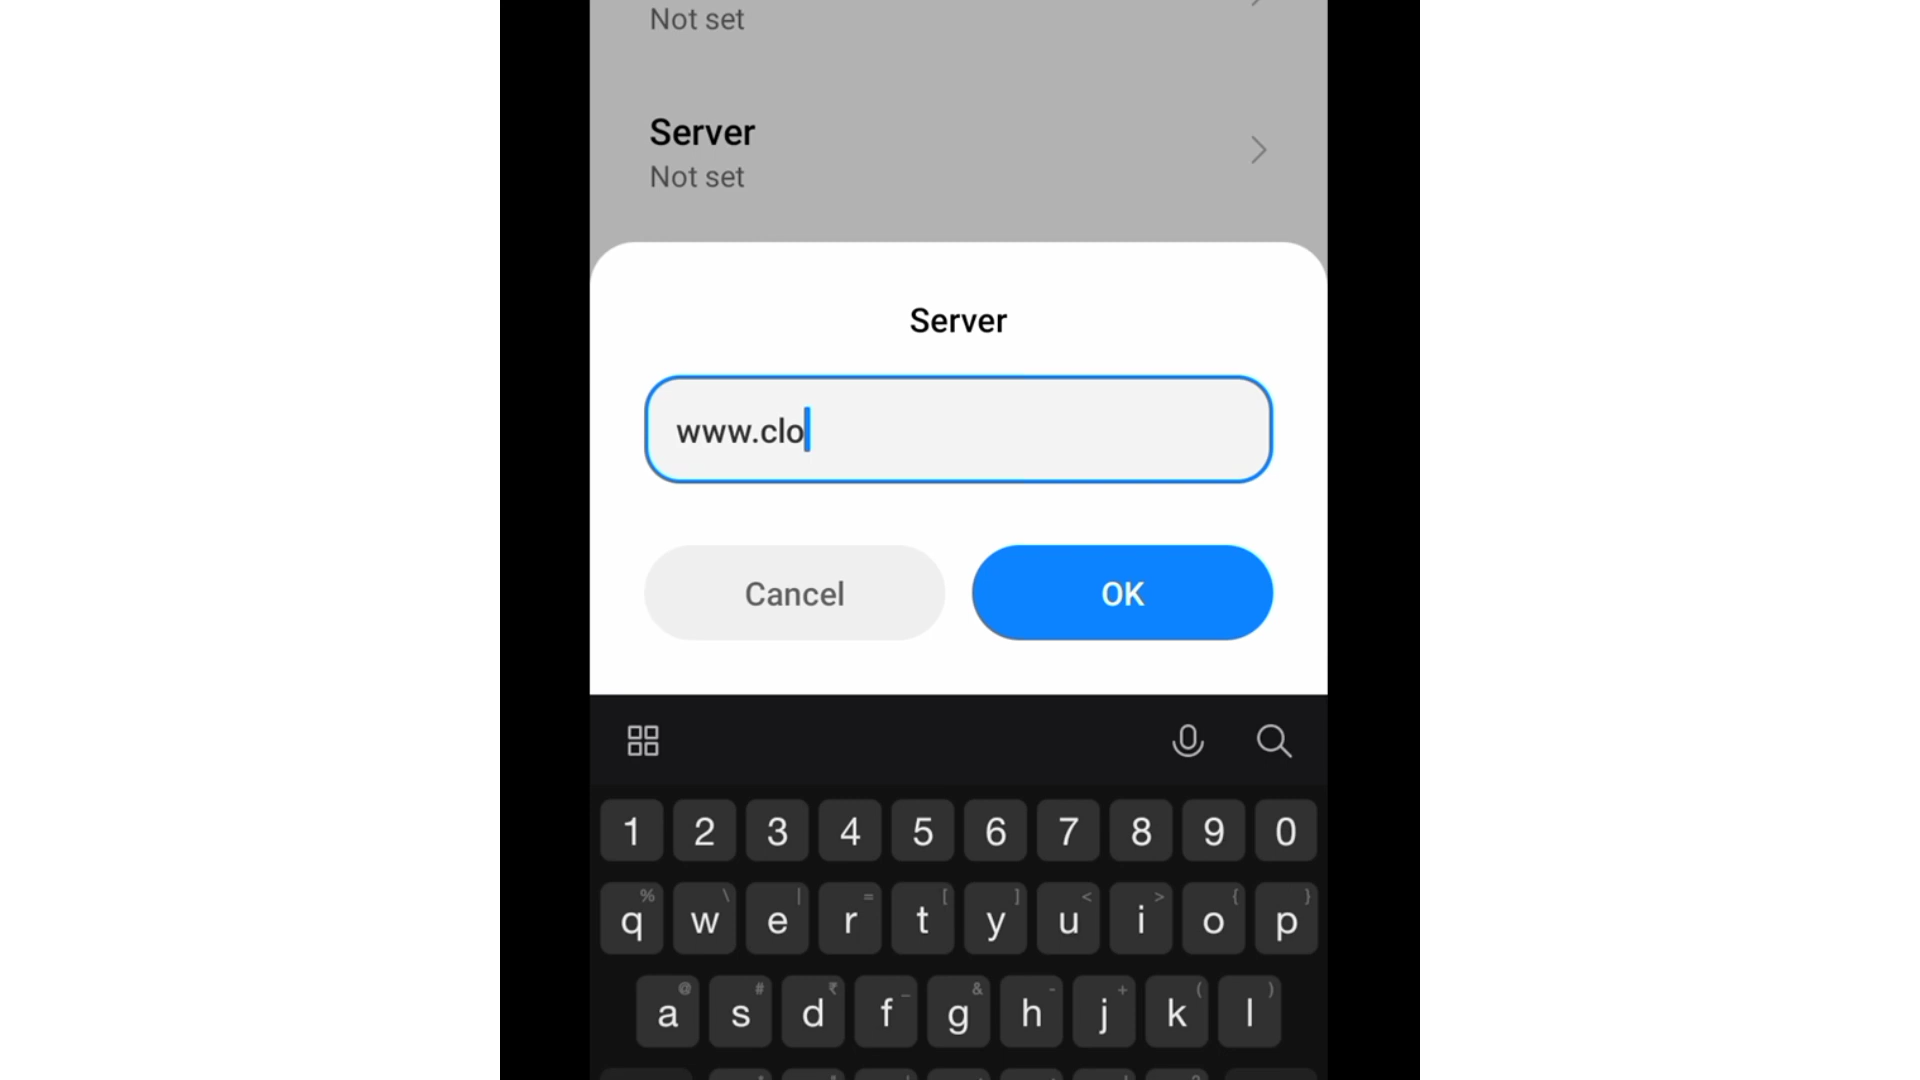 Not set
Server
Not set
Server
www.clo
Cancel
OK
1 2 3 4 5 6 7 8 9 0
% \ | = [ ] < > { }
q w e r t y u i o p
@ # ₹ _ & - + ( )
a s d f g h j k l